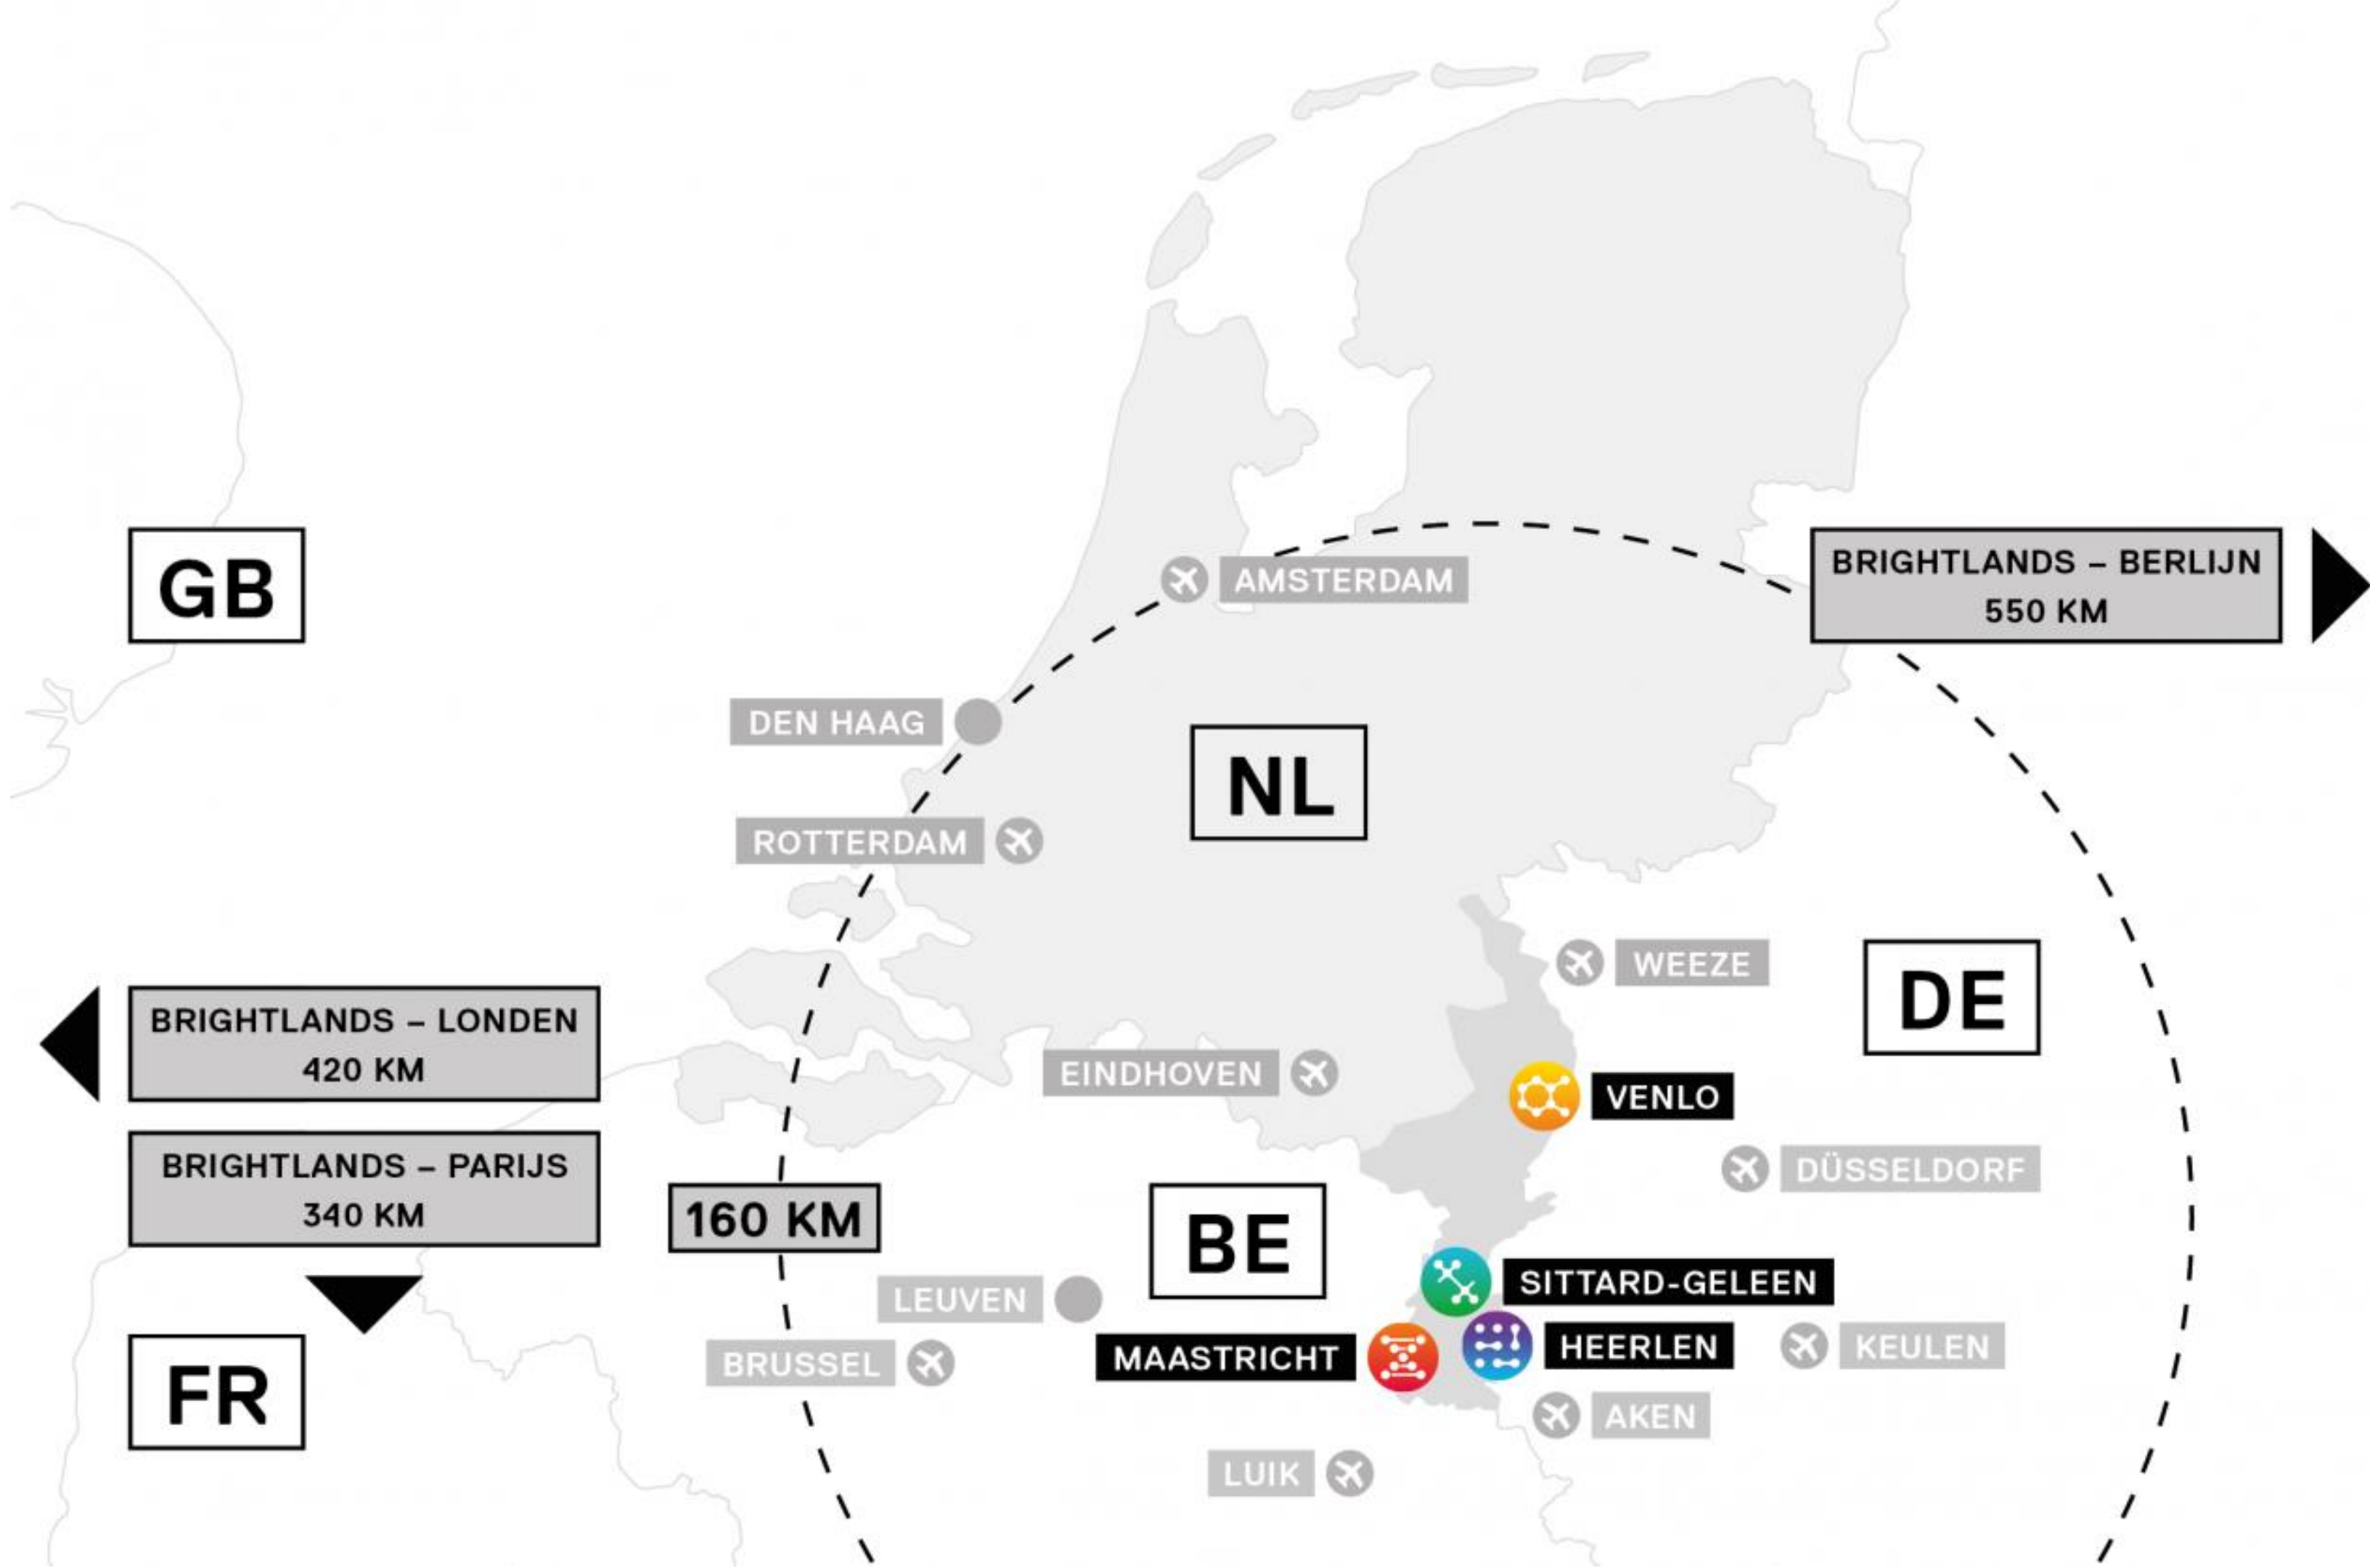 GB
AMSTERDAM
BRIGHTLANDS – BERLIJN
550 KM
DEN HAAG
NL
ROTTERDAM
WEEZE
DE
BRIGHTLANDS – LONDEN
420 KM
EINDHOVEN
VENLO
BRIGHTLANDS – PARIJS
340 KM
DÜSSELDORF
160 KM
BE
SITTARD-GELEEN
LEUVEN
MAASTRICHT
HEERLEN
KEULEN
BRUSSEL
FR
AKEN
LUIK